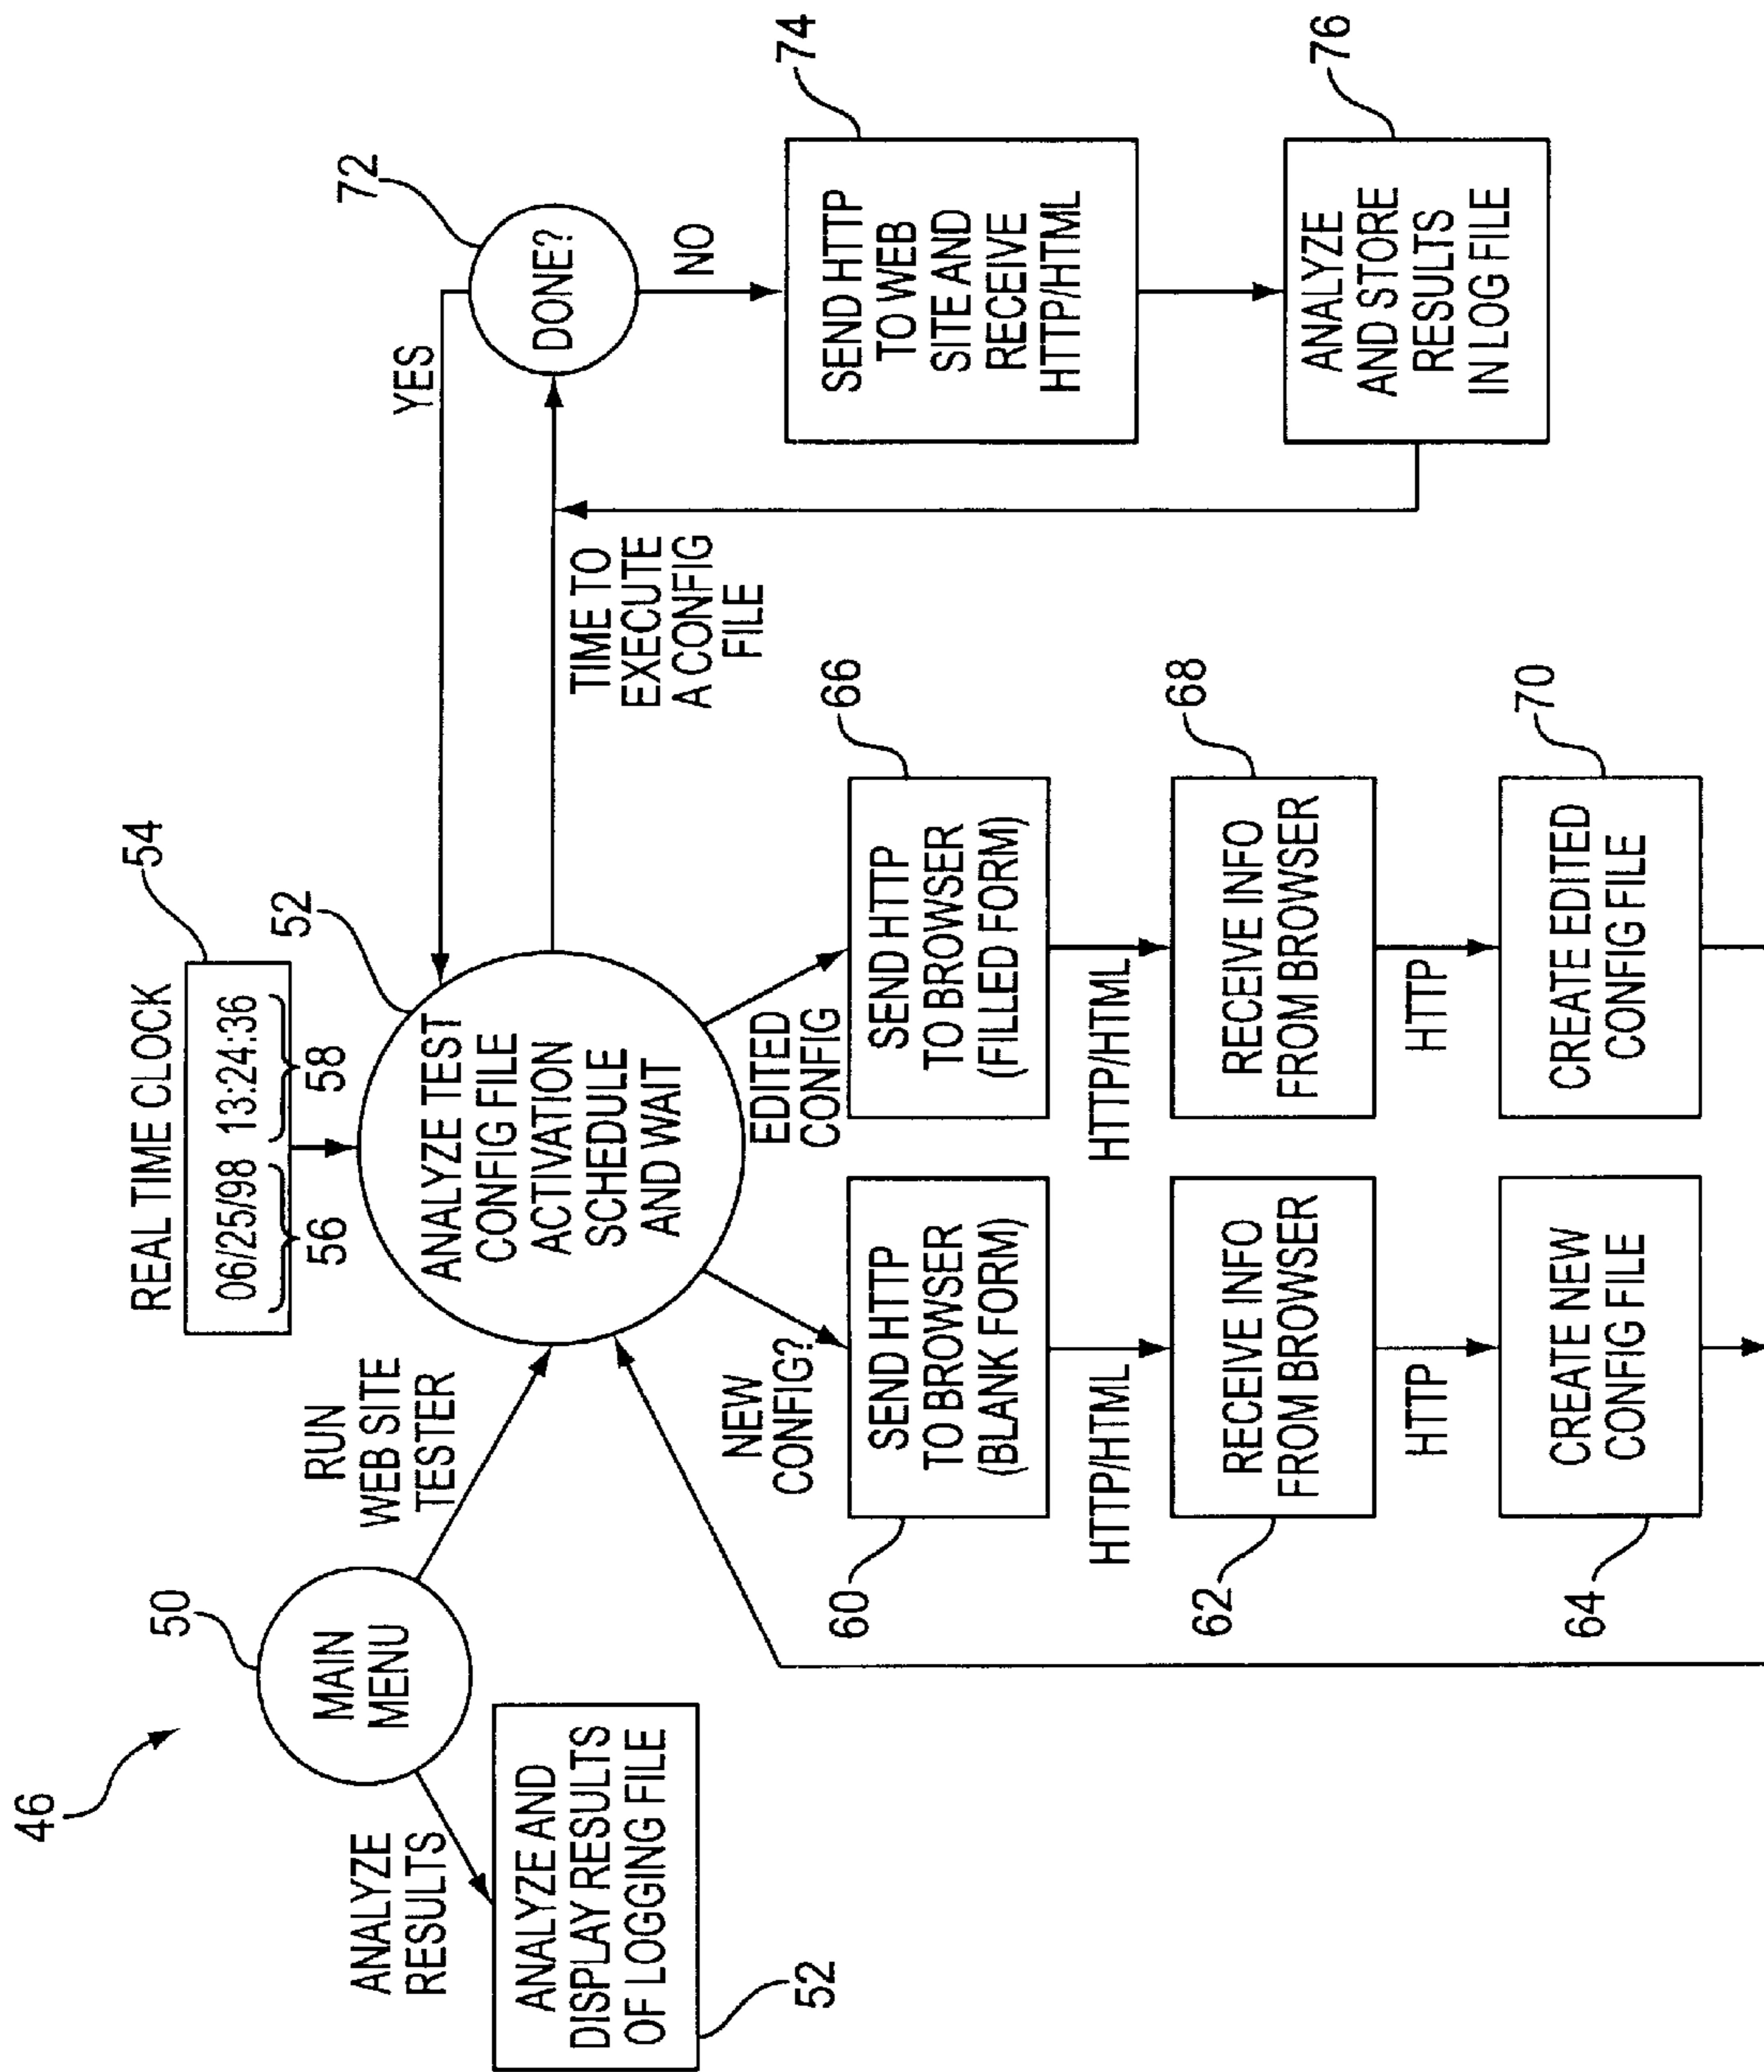 46
50
MAIN
MENU
ANALYZE
RESULTS
ANALYZE AND
DISPLAY RESULTS
OF LOGGING FILE
52
RUN
WEB SITE
TESTER
REAL TIME CLOCK
54
06/25/98 13:24:36
56
58
52
ANALYZE TEST
CONFIG FILE
ACTIVATION
SCHEDULE
AND WAIT
NEW
CONFIG?
60
SEND HTTP
TO BROWSER
(BLANK FORM)
HTTP/HTML
62
RECEIVE INFO
FROM BROWSER
HTTP
64
CREATE NEW
CONFIG FILE
EDITED
CONFIG
66
SEND HTTP
TO BROWSER
(FILLED FORM)
HTTP/HTML
68
RECEIVE INFO
FROM BROWSER
HTTP
70
CREATE EDITED
CONFIG FILE
TIME TO
EXECUTE
A CONFIG
FILE
YES
72
DONE?
NO
74
SEND HTTP
TO WEB
SITE AND
RECEIVE
HTTP/HTML
76
ANALYZE
AND STORE
RESULTS
IN LOG FILE